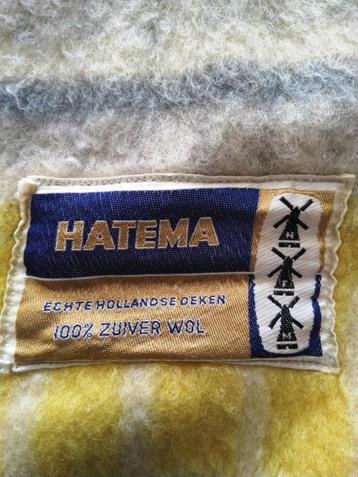 HATEMA
ECHTE HOLLANDSE DEKEN
100% ZUIVER WOL